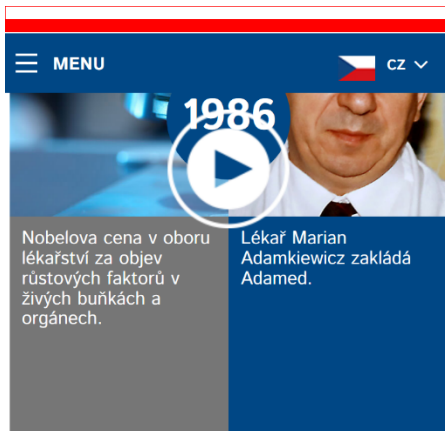 MENU
CZ
1986
Nobelova cena v oboru
lékařství za objev
růstových faktorů v
živých buňkách a
orgánech.
Lékař Marian
Adamkiewicz zakládá
Adamed.